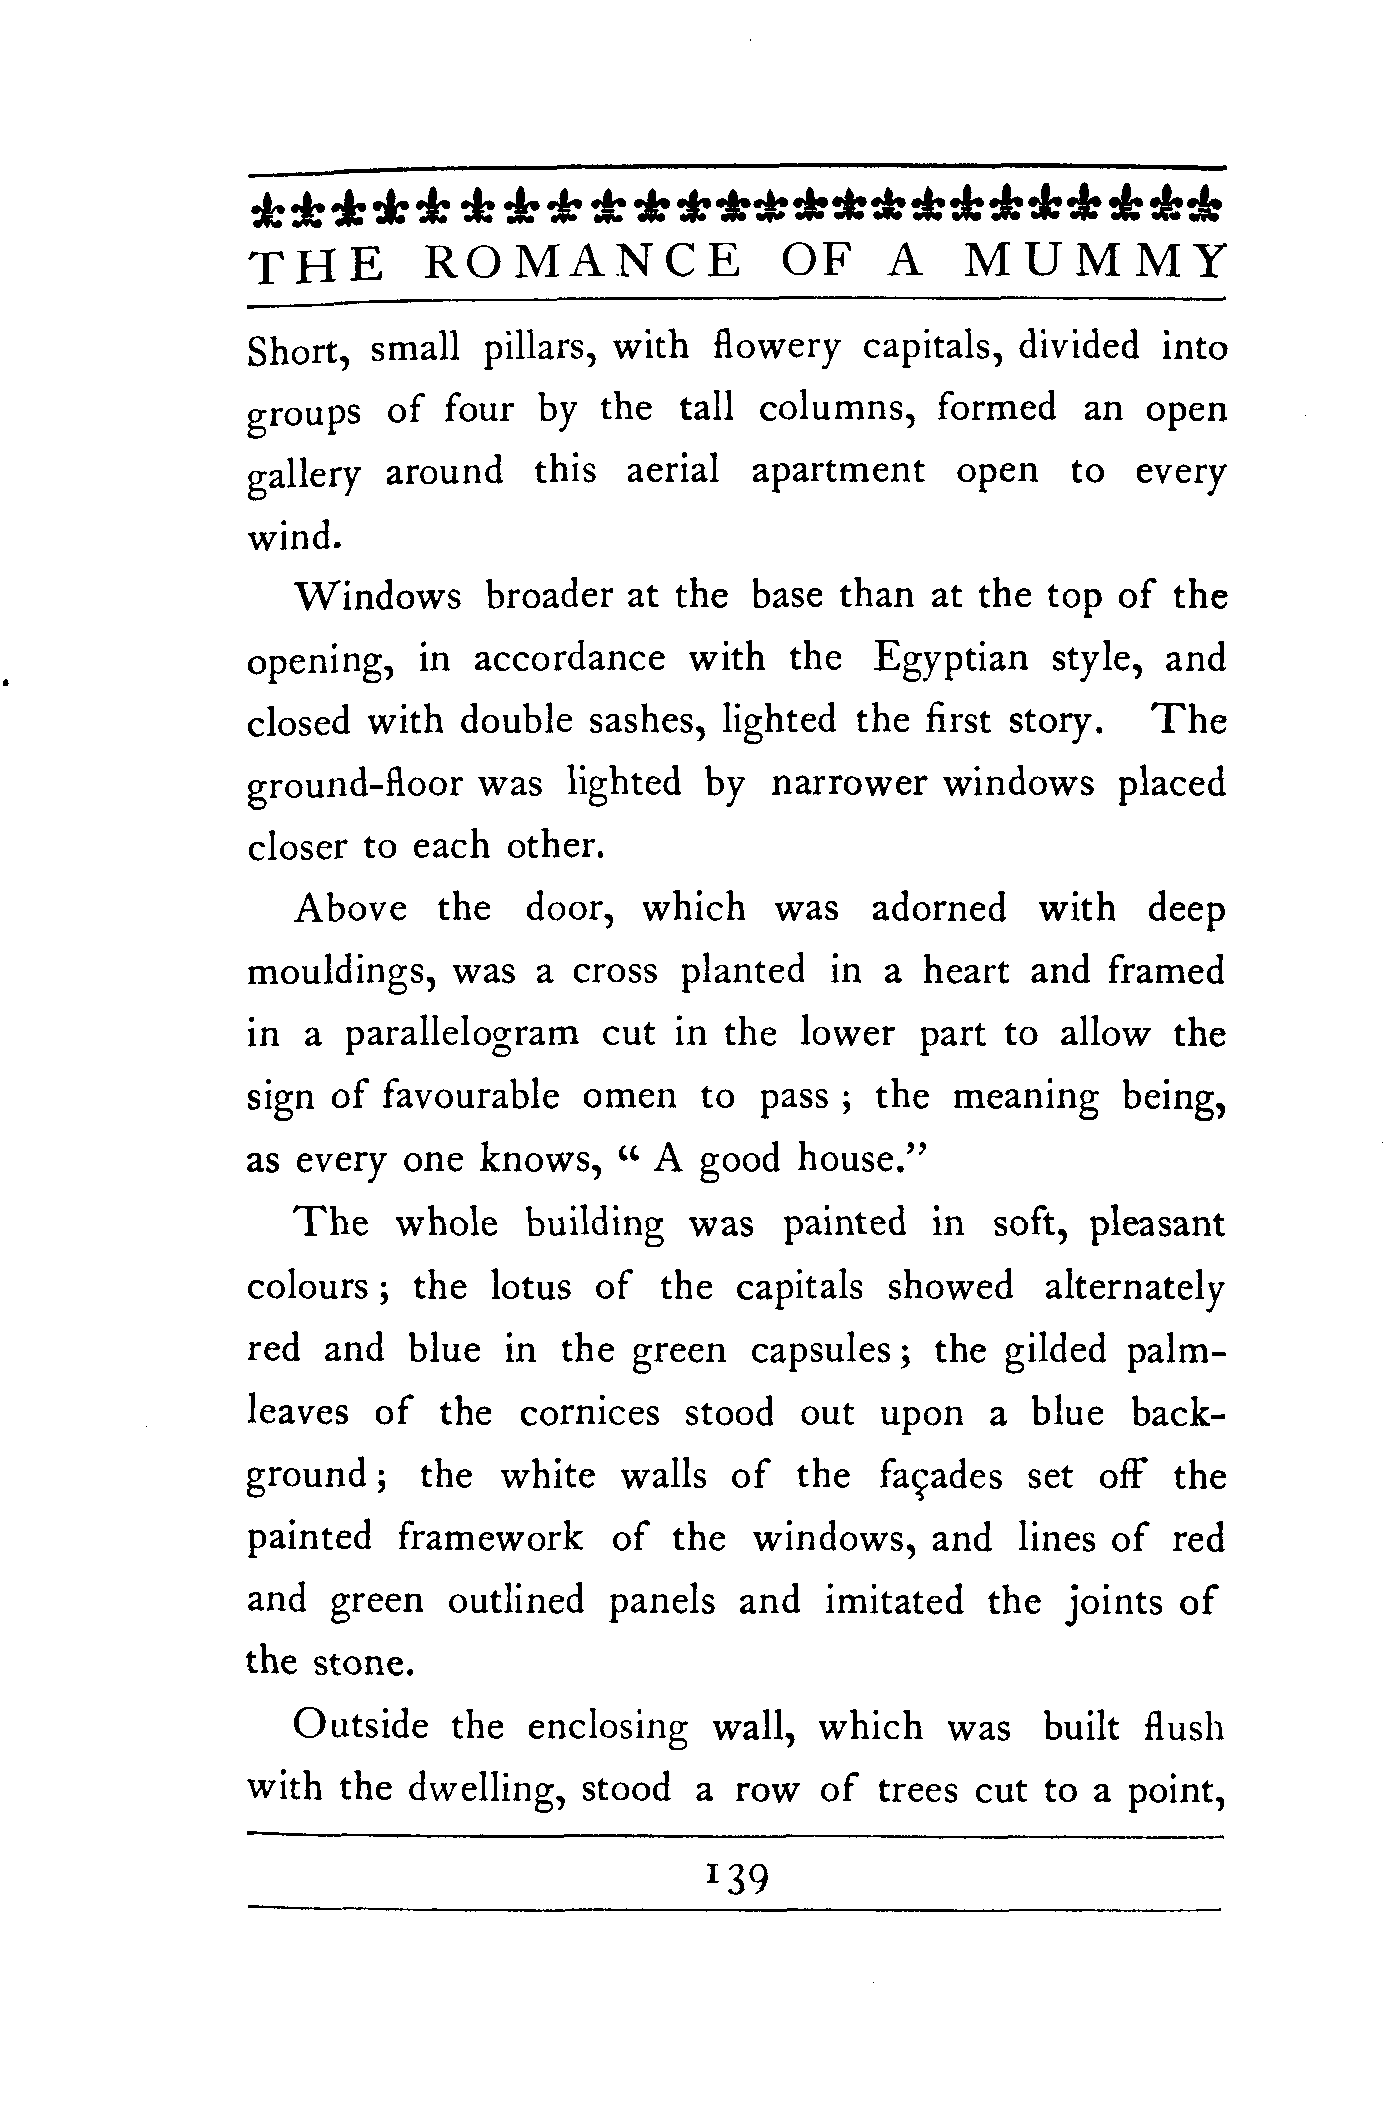 THE ROMANCE OF A MUMMY
Short, small pillars, with flowery capitals, divided into
groups of four by the tall columns, formed an open
gallery around this aerial apartment open to every
wind.
Windows broader at the base than at the top of the
opening, in accordance with the Egyptian style, and
closed with double sashes, lighted the first story. The
ground-floor was lighted by narrower windows placed
closer to each other.
Above the door, which was adorned with deep
mouldings, was a cross planted in a heart and framed
in a parallelogram cut in the lower part to allow the
sign of favourable omen to pass ; the meaning being,
as every one knows, “ A good house.”
The whole building was painted in soft, pleasant
colours ; the lotus of the capitals showed alternately
red and blue in the green capsules ; the gilded palm-
leaves of the cornices stood out upon a blue back-
ground ; the white walls of the façades set off the
painted framework of the windows, and lines of red
and green outlined panels and imitated the joints of
the stone.
Outside the enclosing wall, which was built flush
with the dwelling, stood a row of trees cut to a point,
139